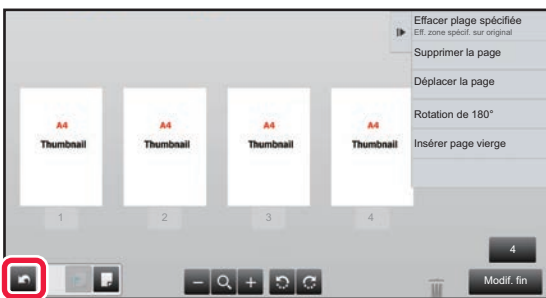 Effacer plage spécifiée
Eff. zone spécif. sur original
Supprimer la page
Déplacer la page
Rotation de 180°
Insérer page vierge
A4
Thumbnail
A4
Thumbnail
A4
Thumbnail
A4
Thumbnail
1
2
3
4
4
Modif. fin